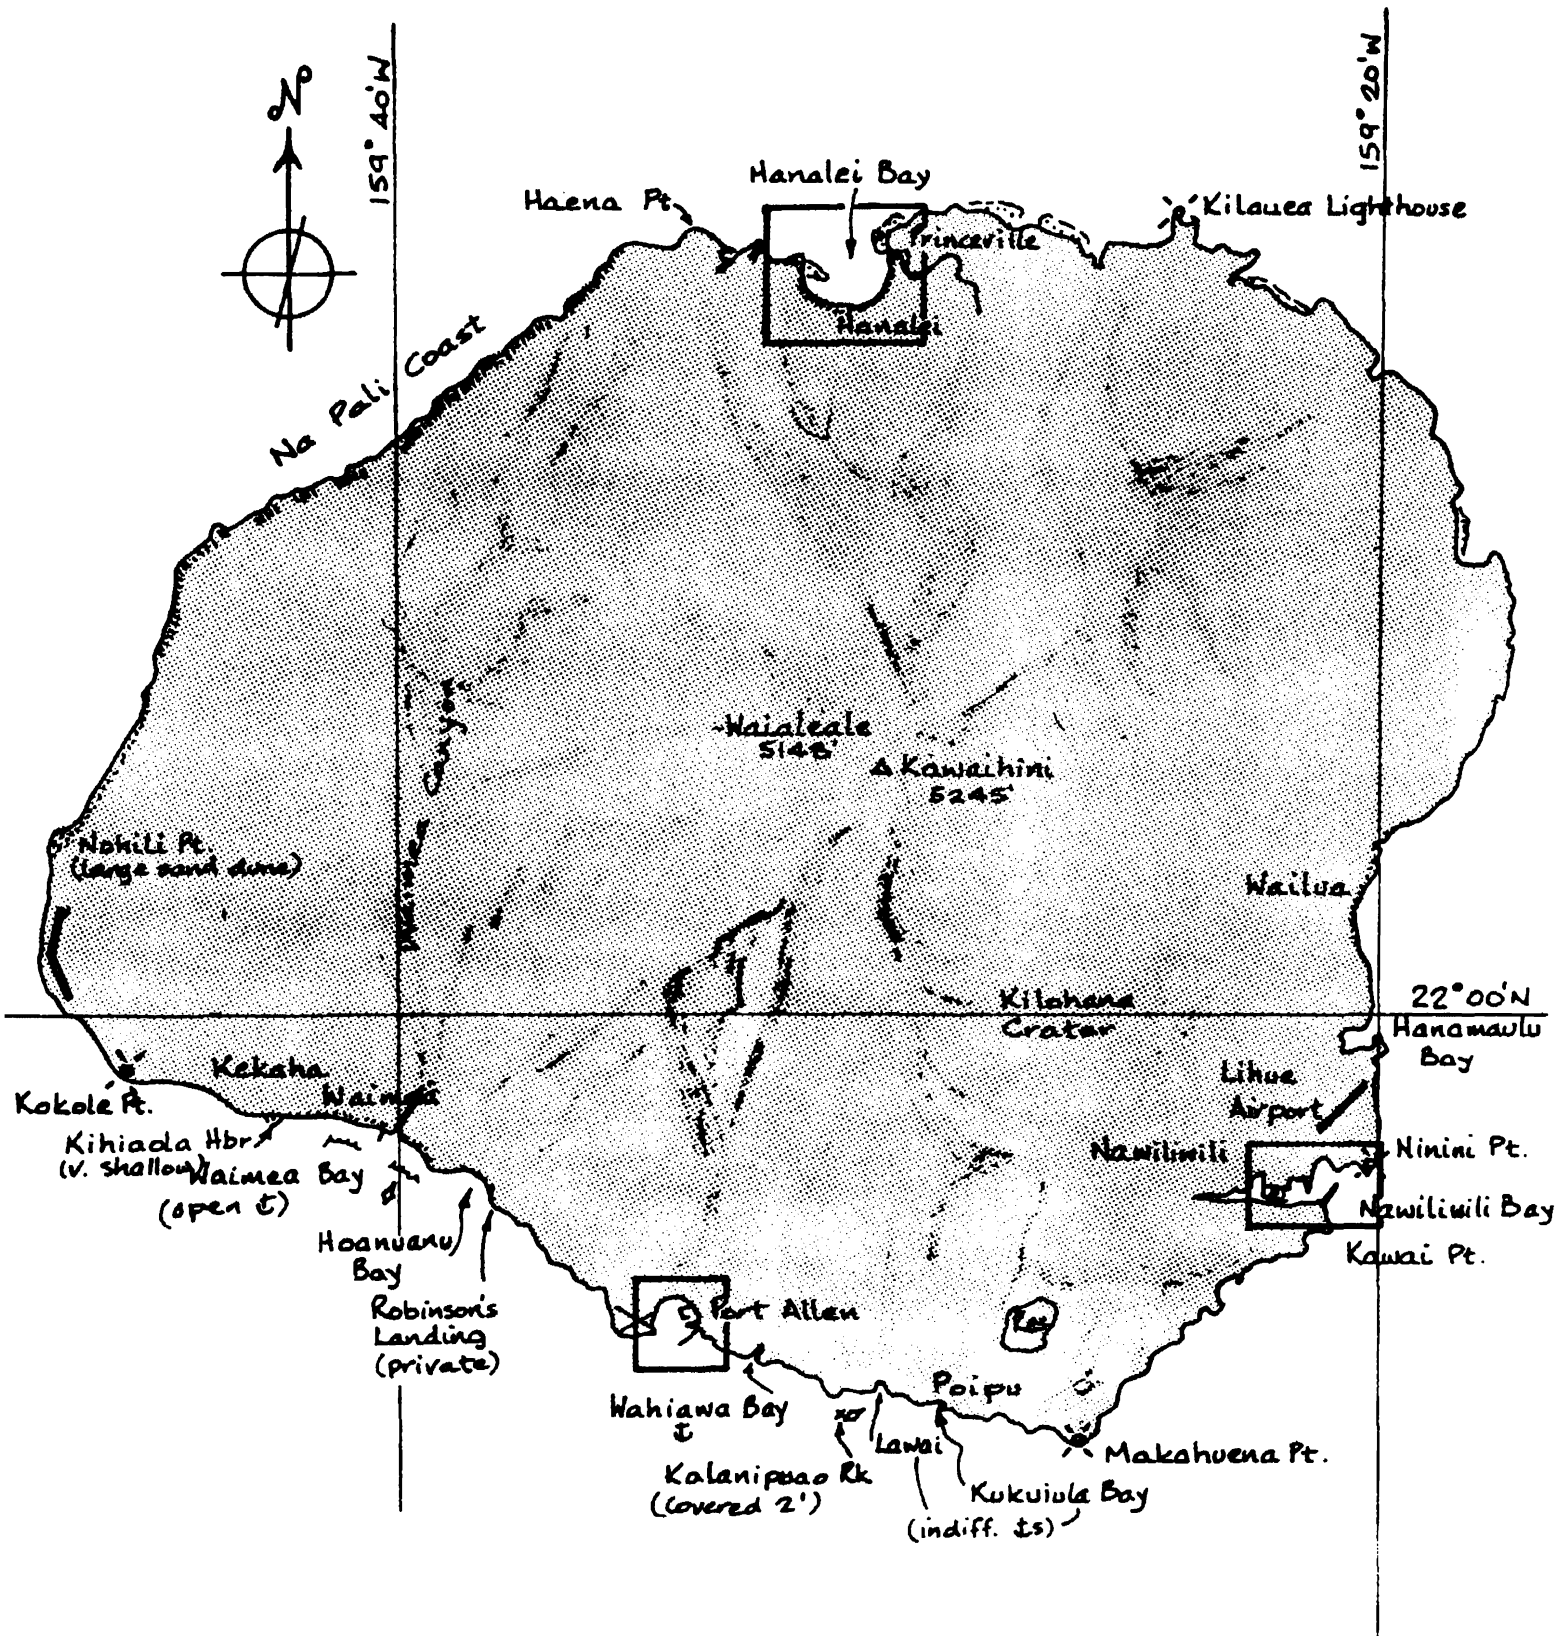 N
159° 40'W
159° 20'W
Hanalei Bay
Haena Pt.
Kilauea Lighthouse
Princeville
Hanalei
Na Pali Coast
Waimea Canyon
Waialeale
5148'
Kawaihini
5245'
Nohili Pt.
(large sand dune)
Wailua
Kilohana
Crater
22°00'N
Hanamaulu
Bay
Lihue
Airport
Kekaha
Waimea
Kokole Pt.
Kihiaola Hbr
(v. shallow)
Waimea Bay
(open ⚓)
Nawiliwili
Ninini Pt.
Nawiliwili Bay
Kawai Pt.
Hoanuanu
Bay
Robinson's
Landing
(private)
Port Allen
Res
Wahiawa Bay
⚓
Poipu
Lawai
Makahuena Pt.
Kalanipuao Rk
(covered 2')
Kukuiula Bay
(indiff. ⚓s)